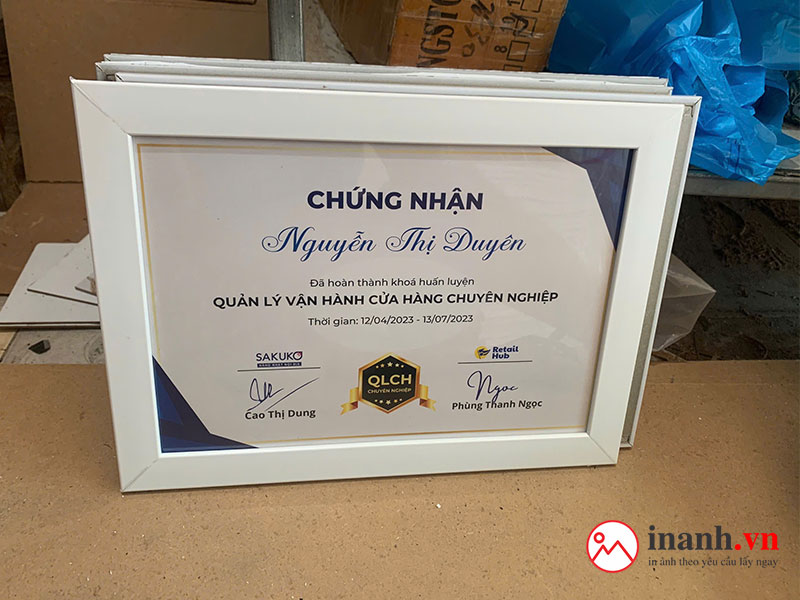 NGSTO
CHỨNG NHẬN
Nguyễn Thị Duyên
Đã hoàn thành khoá huấn luyện
QUẢN LÝ VẬN HÀNH CỬA HÀNG CHUYÊN NGHIỆP
Thời gian: 12/04/2023 - 13/07/2023
SAKUKO
Retail
Hub
QLCH
CHUYÊN NGHIỆP
Ngọc
Cao Thị Dung
Phùng Thanh Ngọc
inanh.vn
in ảnh theo yêu cầu lấy ngay